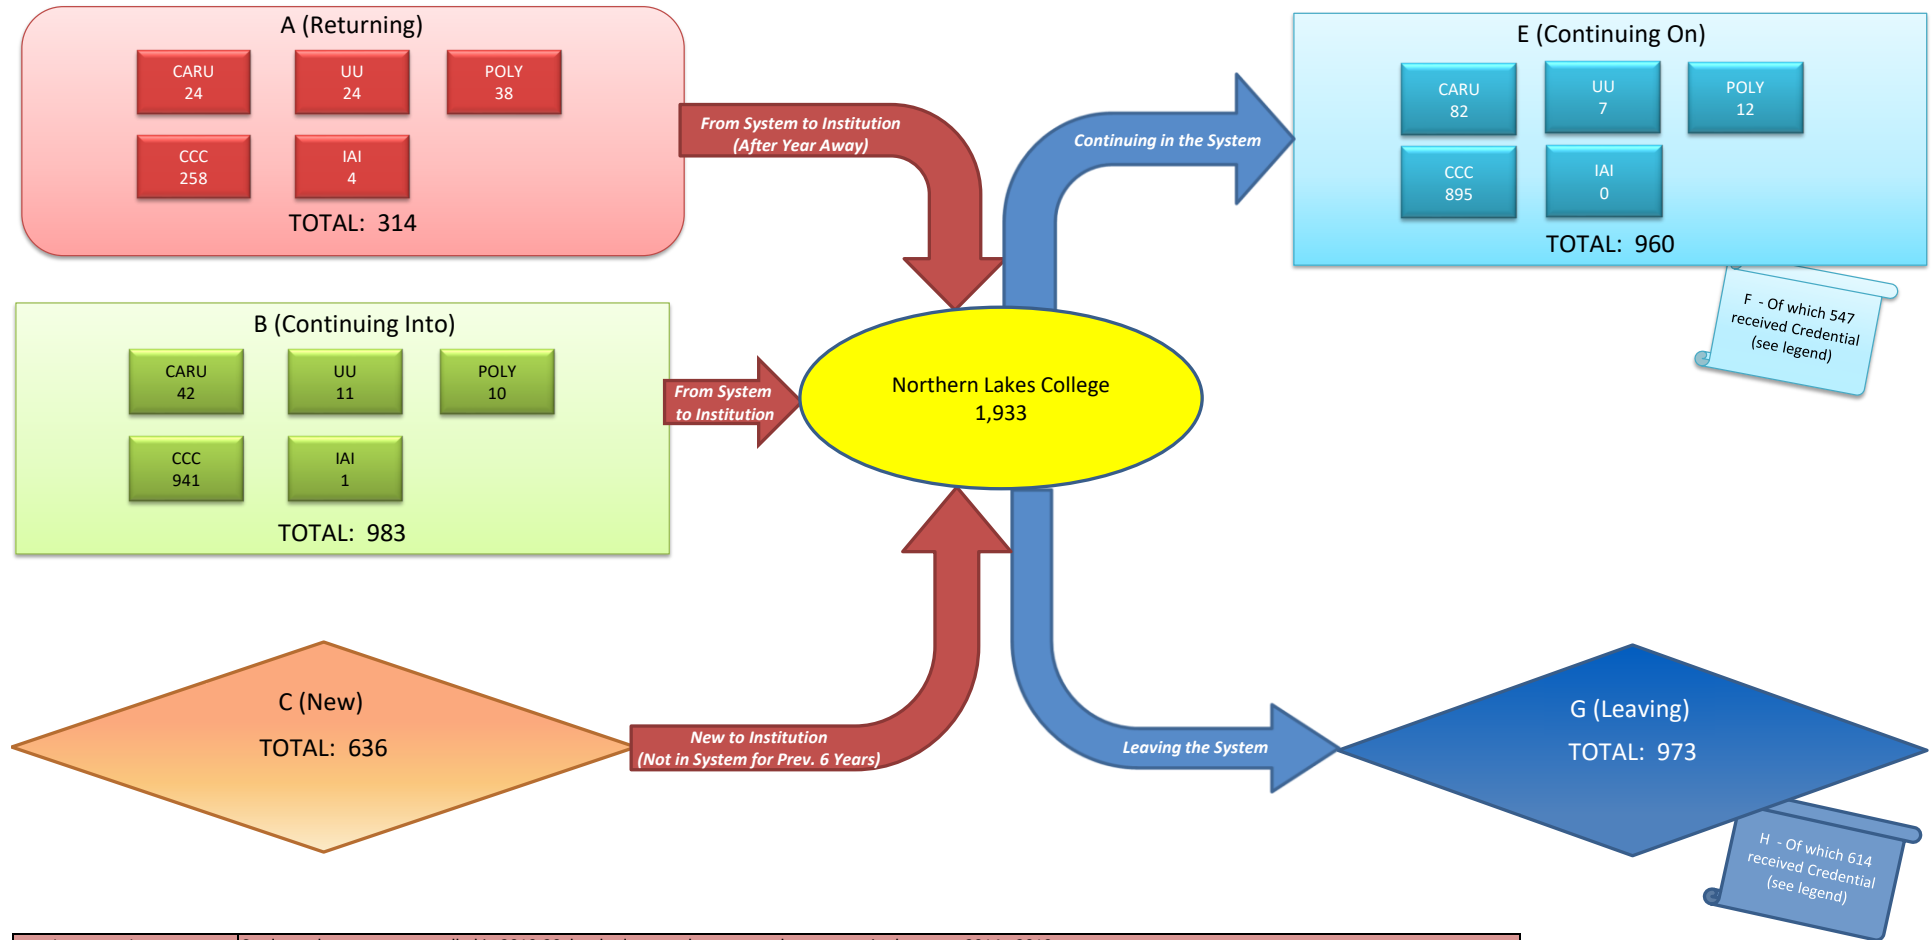 A (Returning)
CARU
24
UU
24
POLY
38
CCC
258
IAI
4
TOTAL: 314
From System to Institution
(After Year Away)
B (Continuing Into)
CARU
42
UU
11
POLY
10
CCC
941
IAI
1
TOTAL: 983
From System
to Institution
C (New)
TOTAL: 636
New to Institution
(Not in System for Prev. 6 Years)
Northern Lakes College
1,933
Continuing in the System
E (Continuing On)
CARU
82
UU
7
POLY
12
CCC
895
IAI
0
TOTAL: 960
F - Of which 547
received Credential
(see legend)
Leaving the System
G (Leaving)
TOTAL: 973
H - Of which 614
received Credential
(see legend)